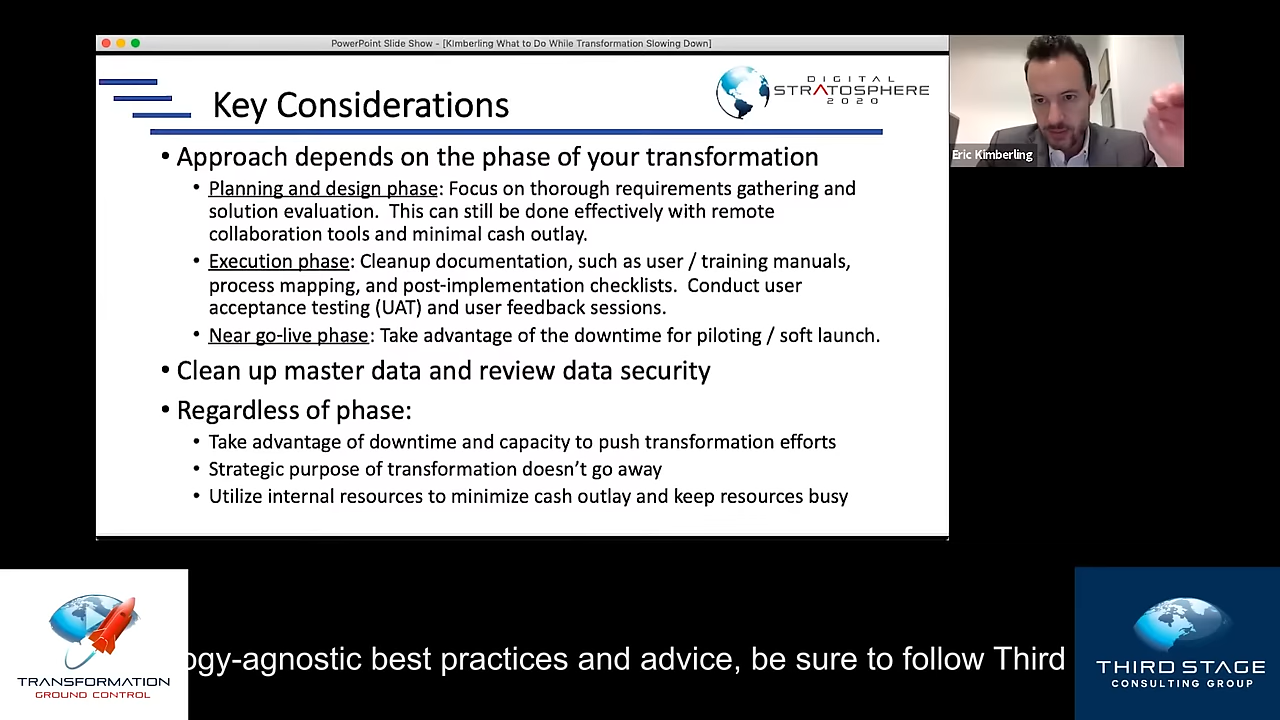 PowerPoint Slide Show - [KImberling What to Do While Transformation Slowing Down]
Key Considerations
DIGITAL
STRATOSPHERE
2020
Eric Kimberling
• Approach depends on the phase of your transformation
• Planning and design phase: Focus on thorough requirements gathering and
solution evaluation.  This can still be done effectively with remote
collaboration tools and minimal cash outlay.
• Execution phase: Cleanup documentation, such as user / training manuals,
process mapping, and post-implementation checklists.  Conduct user
acceptance testing (UAT) and user feedback sessions.
• Near go-live phase: Take advantage of the downtime for piloting / soft launch.
• Clean up master data and review data security
• Regardless of phase:
• Take advantage of downtime and capacity to push transformation efforts
• Strategic purpose of transformation doesn’t go away
• Utilize internal resources to minimize cash outlay and keep resources busy
TRANSFORMATION
GROUND CONTROL
ogy-agnostic best practices and advice, be sure to follow Third
THIRD STAGE
CONSULTING GROUP